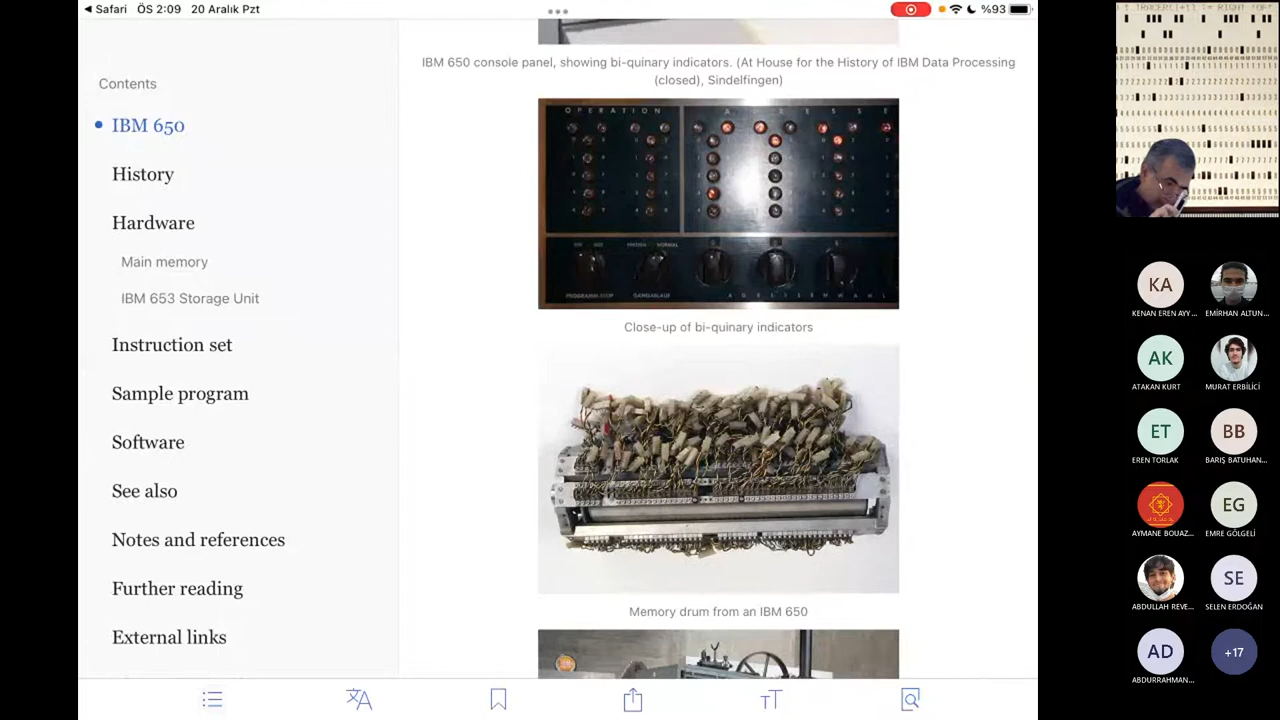 Safari ÖS 2:09 20 Aralık Pzt
%93
Contents
IBM 650
History
Hardware
Main memory
IBM 653 Storage Unit
Instruction set
Sample program
Software
See also
Notes and references
Further reading
External links
IBM 650 console panel, showing bi-quinary indicators. (At House for the History of IBM Data Processing
(closed), Sindelfingen)
OPERATION
Close-up of bi-quinary indicators
Memory drum from an IBM 650
KA
KENAN EREN AYY...
EMİRHAN ALTUN...
AK
ATAKAN KURT
MURAT ERBİLİCİ
ET
EREN TORLAK
BB
BARIŞ BATUHAN...
AYMANE BOUAZ...
EG
EMRE GÖLGELİ
ABDULLAH REVE...
SE
SELEN ERDOĞAN
AD
ABDURRAHMAN...
+17